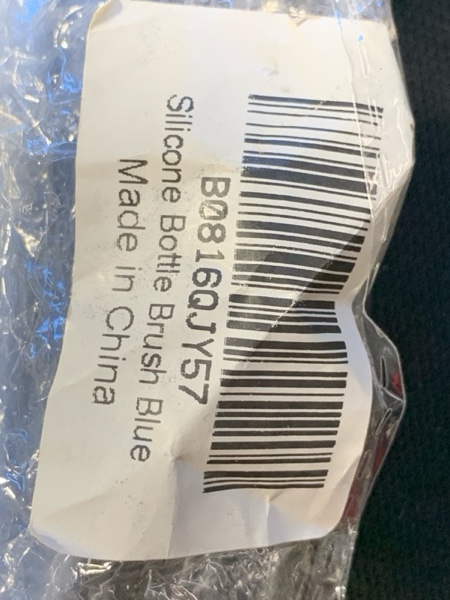 B0816QJY57
Silicone Bottle Brush Blue
Made in China